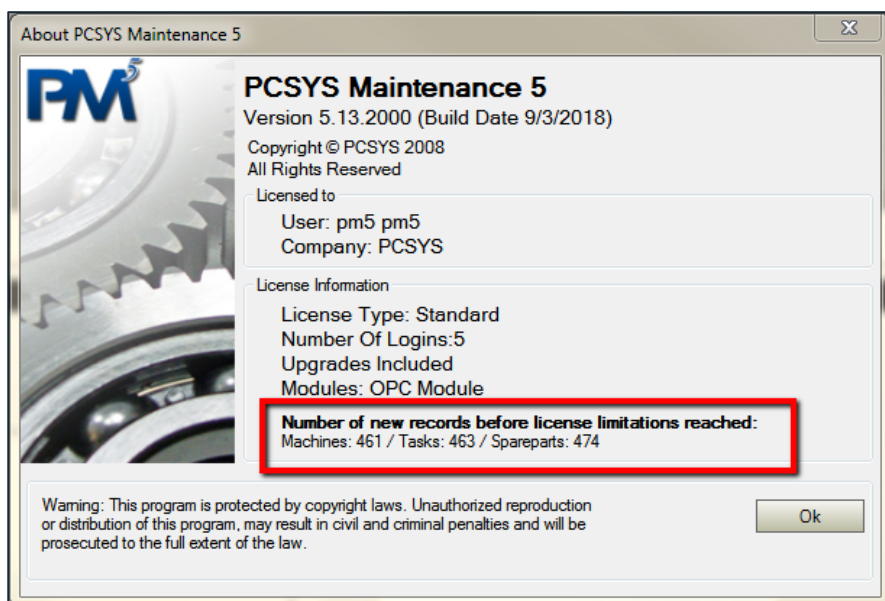 About PCSYS Maintenance 5
PM5
PCSYS Maintenance 5
Version 5.13.2000 (Build Date 9/3/2018)
Copyright © PCSYS 2008
All Rights Reserved
Licensed to
User: pm5 pm5
Company: PCSYS
License Information
License Type: Standard
Number Of Logins:5
Upgrades Included
Modules: OPC Module
Number of new records before license limitations reached:
Machines: 461 / Tasks: 463 / Spareparts: 474
Warning: This program is protected by copyright laws. Unauthorized reproduction
or distribution of this program, may result in civil and criminal penalties and will be
prosecuted to the full extent of the law.
Ok